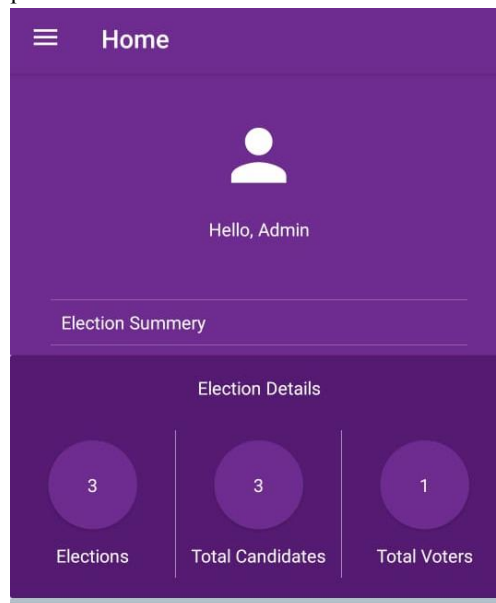 Home
Hello, Admin
Election Summery
Election Details
3 3 1
Elections Total Candidates Total Voters